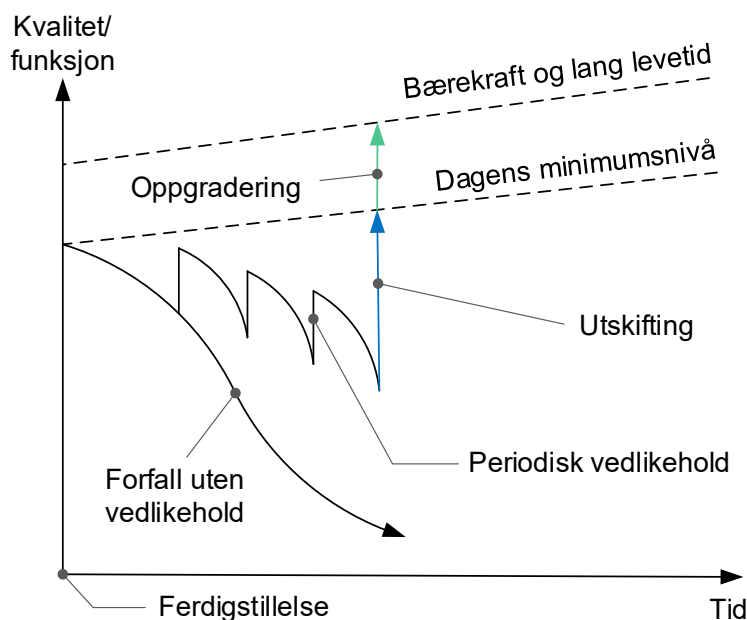 Kvalitet/
funksjon
Bærekraft og lang levetid
Dagens minimumsnivå
Oppgradering
Utskifting
Periodisk vedlikehold
Forfall uten
vedlikehold
Ferdigstillelse
Tid